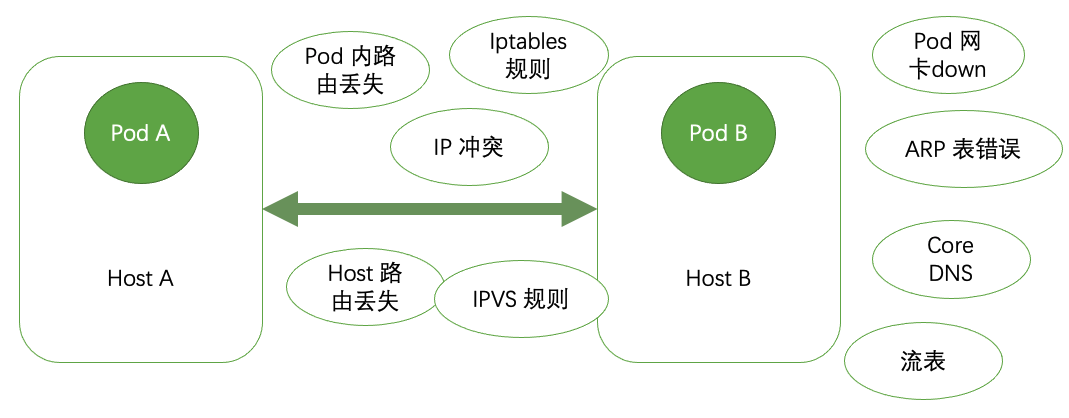 Pod 内路
由丢失
Iptables
规则
Pod 网
卡down
Pod A
IP 冲突
Pod B
ARP 表错误
Host A
Host 路
由丢失
IPVS 规则
Host B
Core
DNS
流表